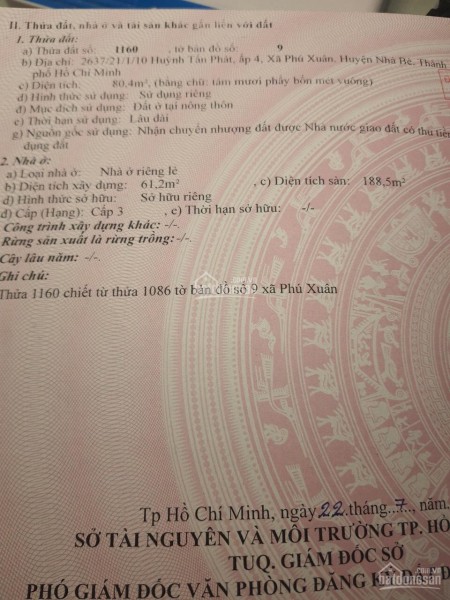 II. Thửa đất, nhà ở và tài sản khác gắn liền với đất
1. Thửa đất:
a) Thửa đất số: 1160 , tờ bản đồ số: 9
b) Địa chỉ: 2637/21/1/10 Huỳnh Tấn Phát, ấp 4, Xã Phú Xuân, Huyện Nhà Bè, Thành
phố Hồ Chí Minh
c) Diện tích: 80,4m², (bằng chữ: tám mươi phẩy bốn mét vuông)
d) Hình thức sử dụng: Sử dụng riêng
đ) Mục đích sử dụng: Đất ở tại nông thôn
e) Thời hạn sử dụng: Lâu dài
g) Nguồn gốc sử dụng: Nhận chuyển nhượng đất được Nhà nước giao đất có thu tiền
dụng đất
2. Nhà ở:
a) Loại nhà ở: Nhà ở riêng lẻ
b) Diện tích xây dựng: 61,2m² , c) Diện tích sàn: 188,5m²
d) Hình thức sở hữu: Sở hữu riêng
đ) Cấp (Hạng): Cấp 3 , e) Thời hạn sở hữu: -/-
Công trình xây dựng khác: -/-.
Rừng sản xuất là rừng trồng:-/-.
Cây lâu năm: -/-.
Ghi chú:
Thửa 1160 chiết từ thửa 1086 tờ bản đồ số 9 xã Phú Xuân
Tp Hồ Chí Minh, ngày 22 tháng 7 , năm
SỞ TÀI NGUYÊN VÀ MÔI TRƯỜNG TP. HỒ
TUQ. GIÁM ĐỐC SỞ
PHÓ GIÁM ĐỐC VĂN PHÒNG ĐĂNG KÝ ĐẤT Đ
batdongsan